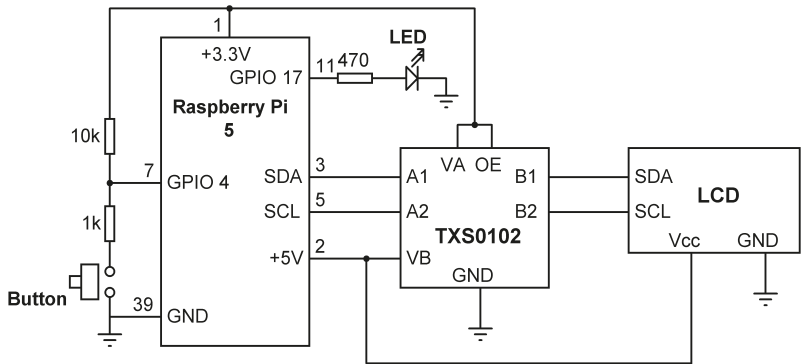 1
+3.3V
LED
GPIO 17
11
470
Raspberry Pi
5
10k
7
GPIO 4
SDA
3
SCL
5
+5V
2
1k
Button
39
GND
VA
OE
A1
B1
A2
B2
TXS0102
VB
GND
SDA
SCL
LCD
Vcc
GND